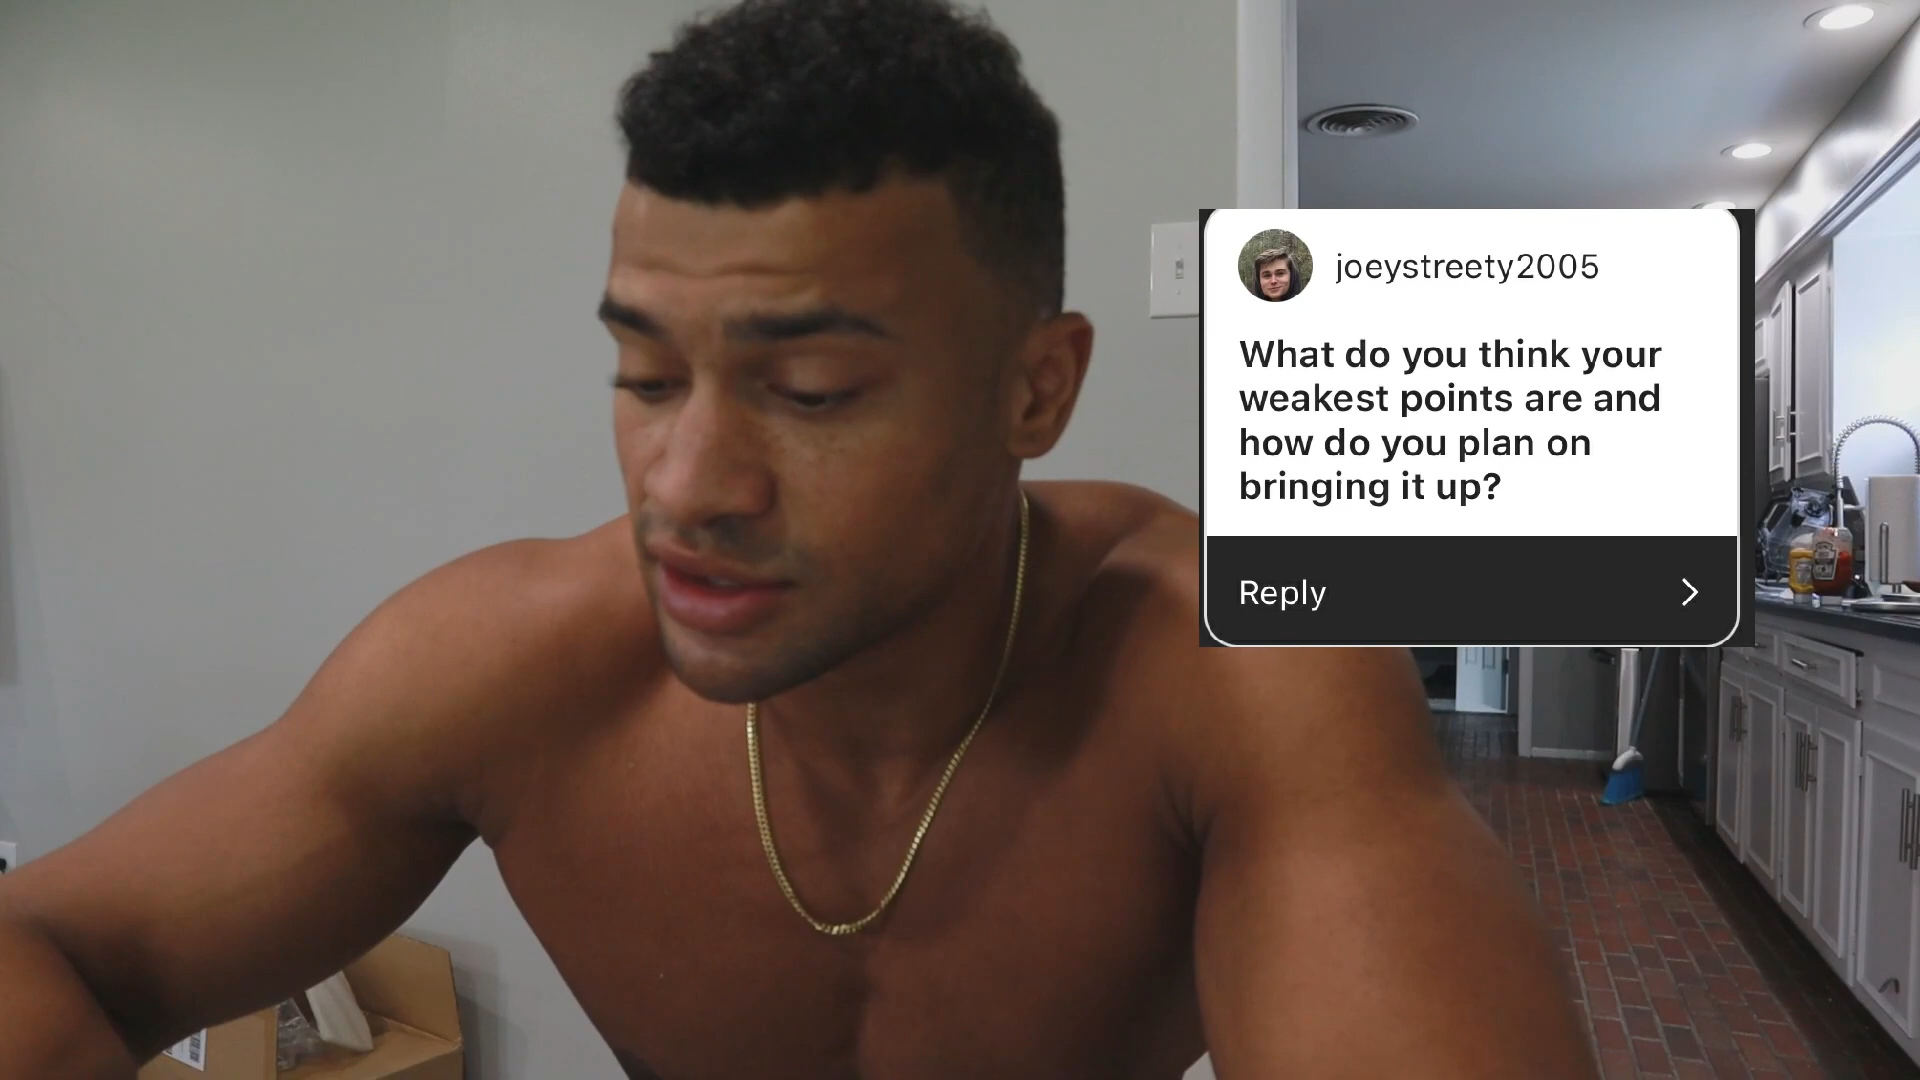 joeystreety2005
What do you think your
weakest points are and
how do you plan on
bringing it up?
Reply